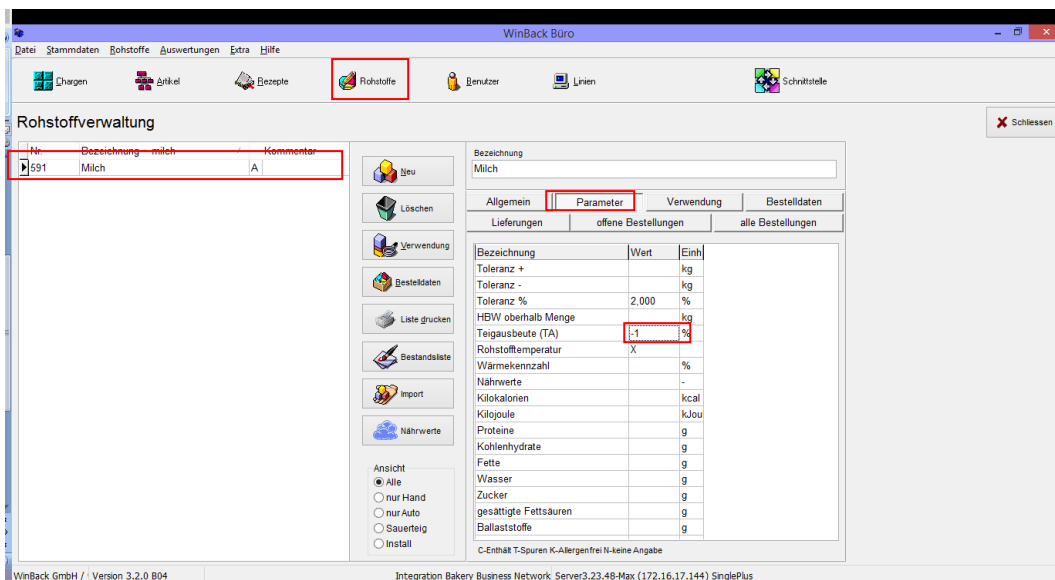 WinBack Büro
Datei Stammdaten Rohstoffe Auswertungen Extra Hilfe
Chargen Artikel Rezepte Rohstoffe Benutzer Linien Schnittstelle
Rohstoffverwaltung
Schliessen
Nr. Bezeichnung milch / Kommentar
591 Milch A
Neu
Löschen
Verwendung
Bestelldaten
Liste drucken
Bestandsliste
Import
Nährwerte
Ansicht
Alle
nur Hand
nur Auto
Sauerteig
Install
Bezeichnung
Milch
Allgemein Parameter Verwendung Bestelldaten
Lieferungen offene Bestellungen alle Bestellungen
Bezeichnung Wert Einh
Toleranz + kg
Toleranz - kg
Toleranz % 2,000 %
HBW oberhalb Menge kg
Teigausbeute (TA) -1 %
Rohstofftemperatur X
Wärmekennzahl %
Nährwerte -
Kilokalorien kcal
Kilojoule kJou
Proteine g
Kohlenhydrate g
Fette g
Wasser g
Zucker g
gesättigte Fettsäuren g
Ballaststoffe g
C-Enthält T-Spuren K-Allergenfrei N-keine Angabe
WinBack GmbH / Version 3.2.0 B04 Integration Bakery Business Network Server3.23.48-Max (172.16.17.144) SinglePlus